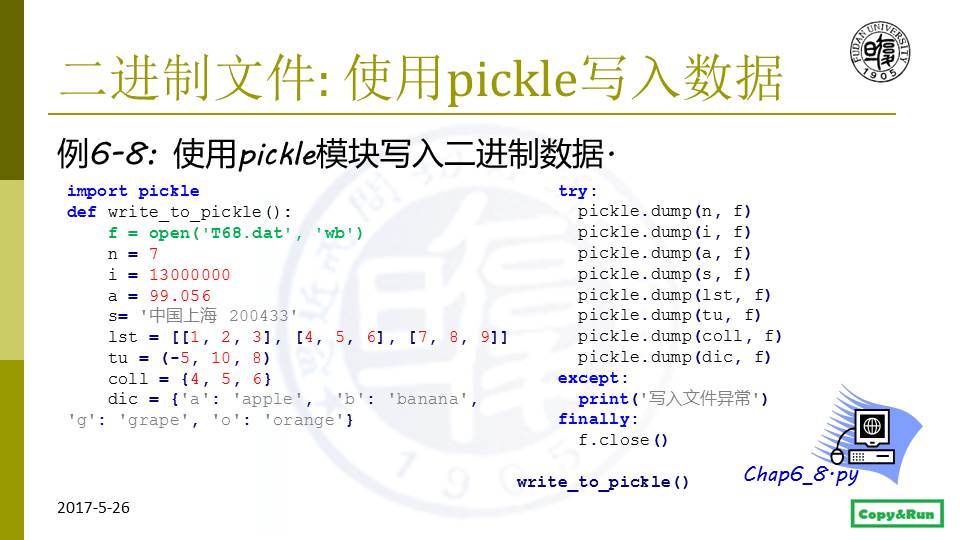 二进制文件: 使用pickle写入数据
FUDAN UNIVERSITY
1905
例6-8: 使用pickle模块写入二进制数据.
import pickle
def write_to_pickle():
    f = open('T68.dat', 'wb')
    n = 7
    i = 13000000
    a = 99.056
    s= '中国上海 200433'
    lst = [[1, 2, 3], [4, 5, 6], [7, 8, 9]]
    tu = (-5, 10, 8)
    coll = {4, 5, 6}
    dic = {'a': 'apple',  'b': 'banana',
'g': 'grape', 'o': 'orange'}
try:
  pickle.dump(n, f)
  pickle.dump(i, f)
  pickle.dump(a, f)
  pickle.dump(s, f)
  pickle.dump(lst, f)
  pickle.dump(tu, f)
  pickle.dump(coll, f)
  pickle.dump(dic, f)
except:
  print('写入文件异常')
finally:
  f.close()
write_to_pickle()
Chap6_8.py
2017-5-26
Copy&Run